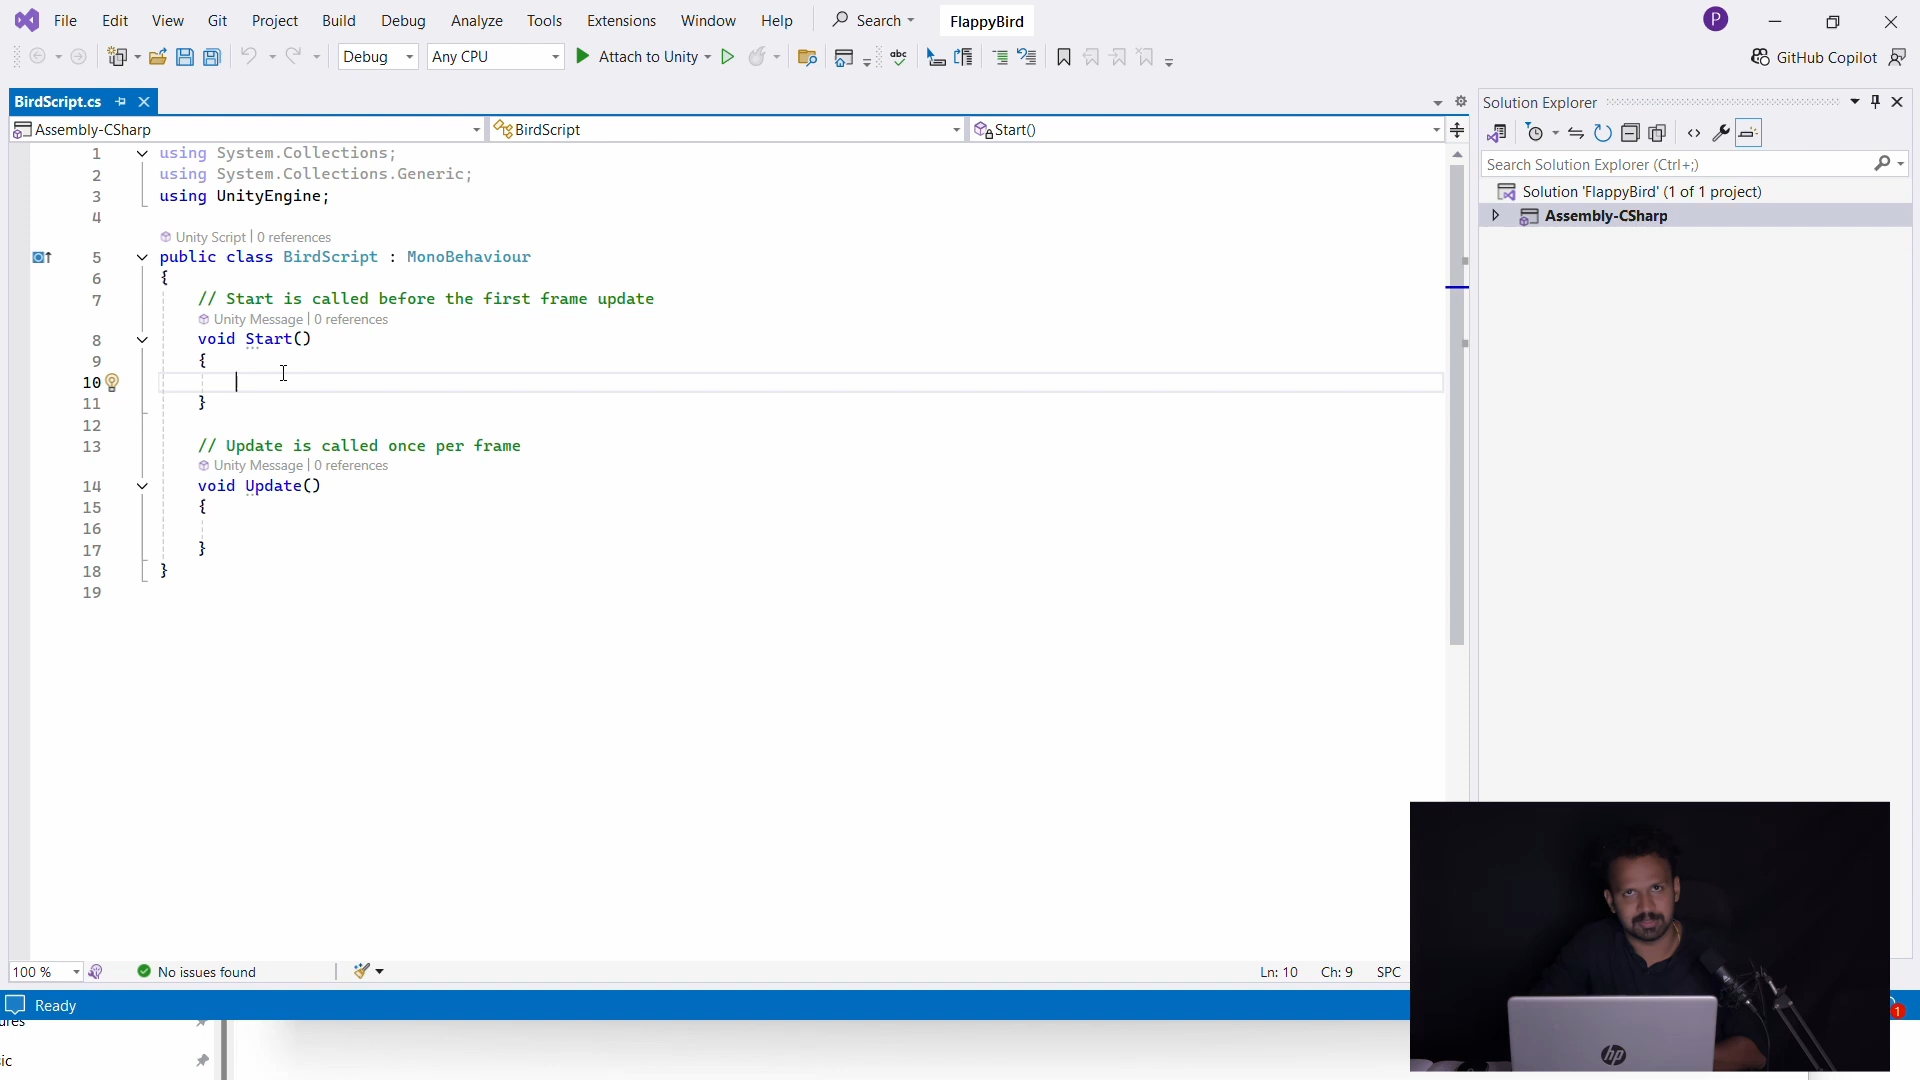 File Edit View Git Project Build Debug Analyze Tools Extensions Window Help Search FlappyBird P
Debug Any CPU Attach to Unity abc GitHub Copilot
BirdScript.cs
Solution Explorer
Assembly-CSharp BirdScript Start()
Search Solution Explorer (Ctrl+;)
Solution 'FlappyBird' (1 of 1 project)
Assembly-CSharp
1 using System.Collections;
2 using System.Collections.Generic;
3 using UnityEngine;
4
Unity Script | 0 references
5 public class BirdScript : MonoBehaviour
6 {
7 // Start is called before the first frame update
Unity Message | 0 references
8 void Start()
9 {
10
11 }
12
13 // Update is called once per frame
Unity Message | 0 references
14 void Update()
15 {
16
17 }
18 }
19
100 % No issues found Ln: 10 Ch: 9 SPC
Ready 1
ures
ic
hp